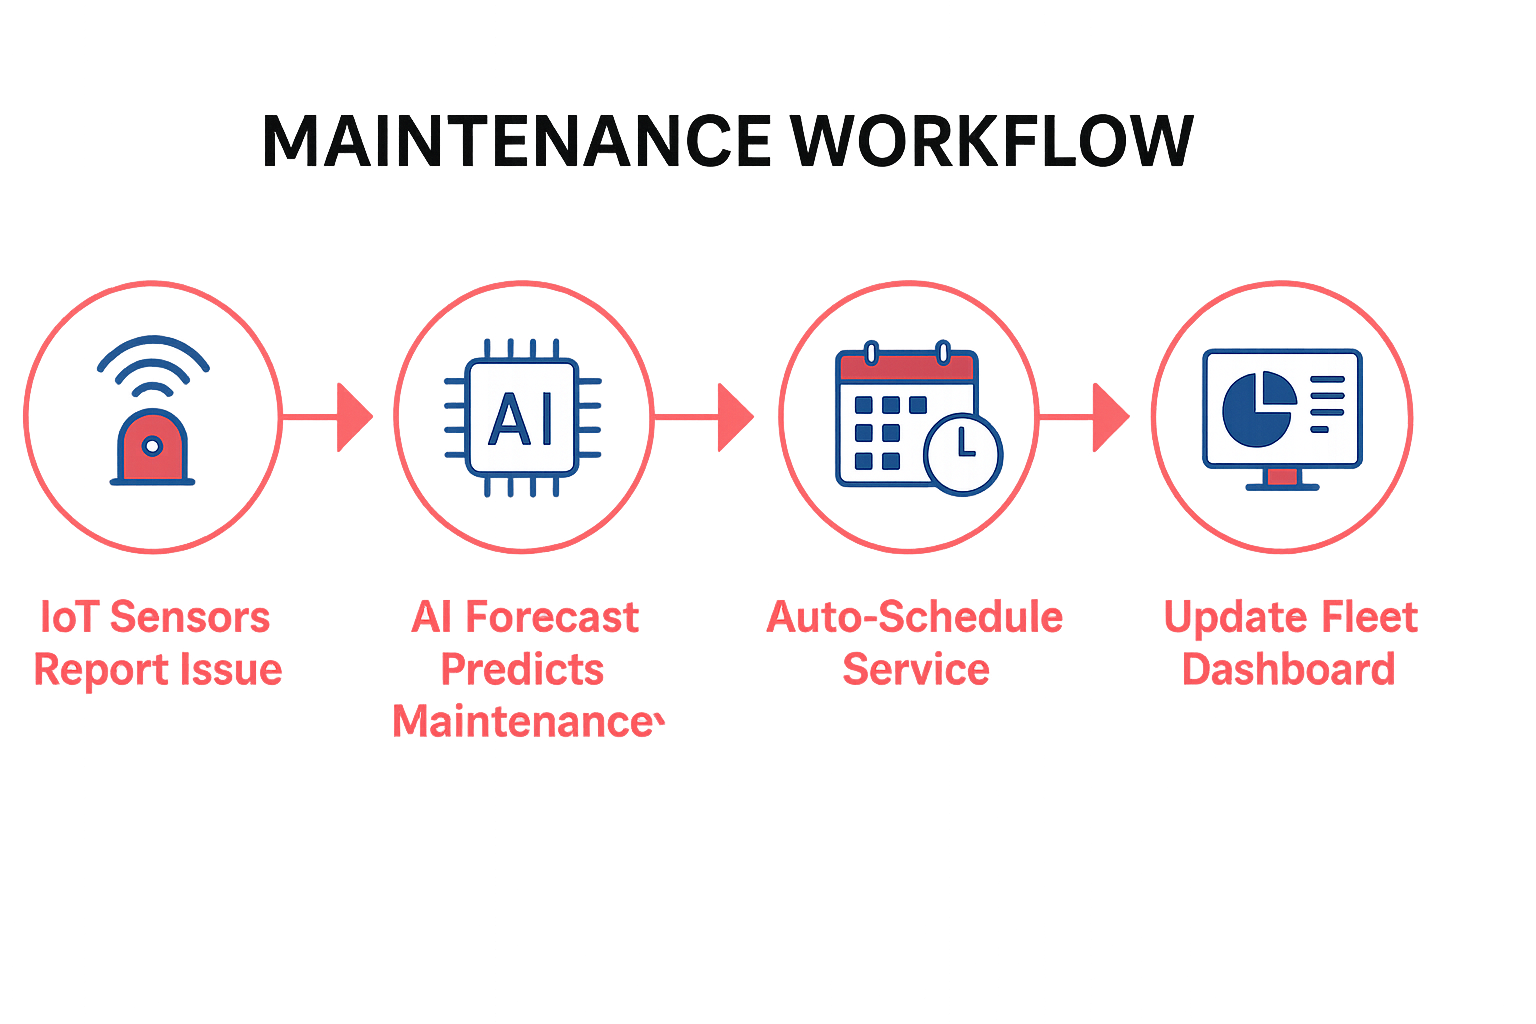 MAINTENANCE WORKFLOW
AI
IoT Sensors
Report Issue
AI Forecast
Predicts
Maintenance`
Auto-Schedule
Service
Update Fleet
Dashboard